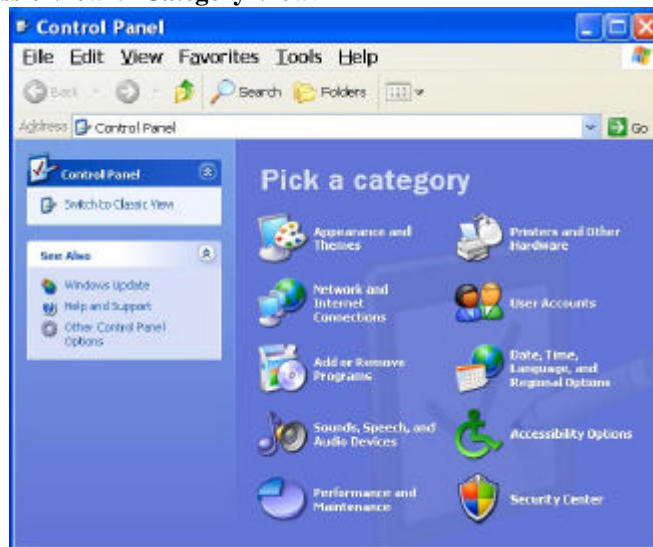 Control Panel
File Edit View Favorites Tools Help
Back Search Folders
Address Control Panel Go
Control Panel
Switch to Classic View
See Also
Windows Update
Help and Support
Other Control Panel
Options
Pick a category
Appearance and
Themes
Printers and Other
Hardware
Network and
Internet
Connections
User Accounts
Add or Remove
Programs
Date, Time,
Language, and
Regional Options
Sounds, Speech, and
Audio Devices
Accessibility Options
Performance and
Maintenance
Security Center